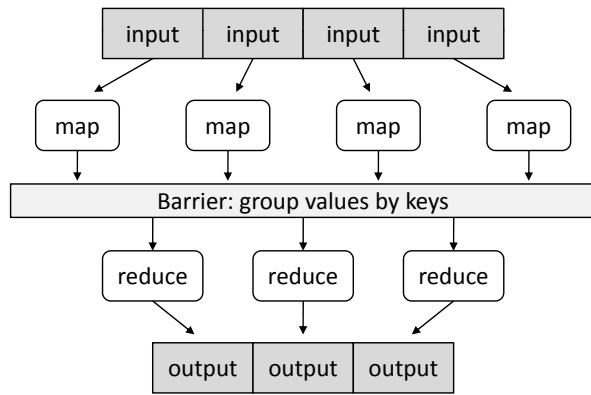 input input input input
map map map map
Barrier: group values by keys
reduce reduce reduce
output output output